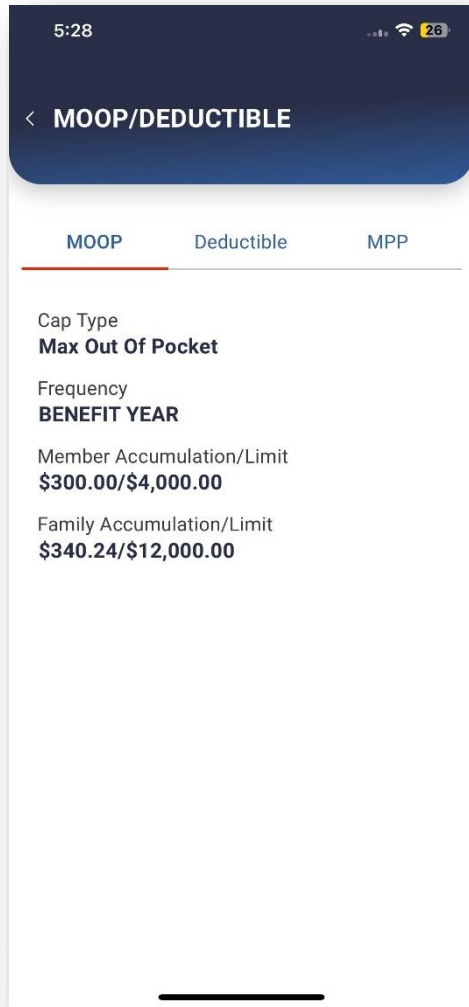 5:28
26
MOOP/DEDUCTIBLE
MOOP Deductible MPP
Cap Type
Max Out Of Pocket
Frequency
BENEFIT YEAR
Member Accumulation/Limit
$300.00/$4,000.00
Family Accumulation/Limit
$340.24/$12,000.00